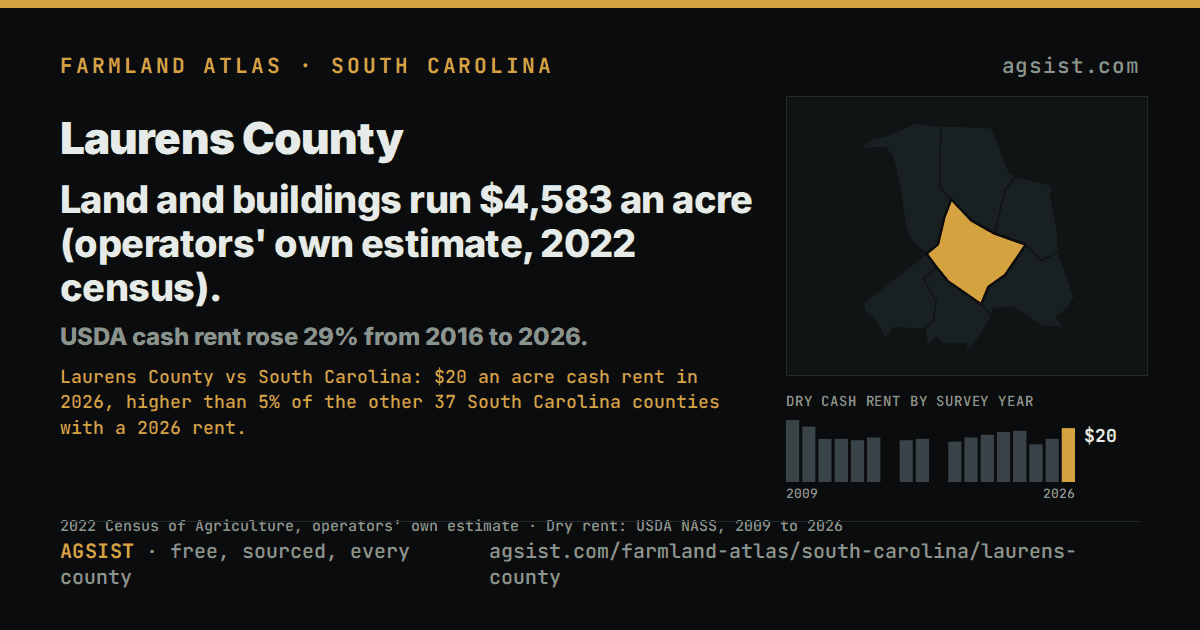 FARMLAND ATLAS · SOUTH CAROLINA
agsist.com
Laurens County
Land and buildings run $4,583 an acre
(operators' own estimate, 2022
census).
USDA cash rent rose 29% from 2016 to 2026.
Laurens County vs South Carolina: $20 an acre cash rent in
2026, higher than 5% of the other 37 South Carolina counties
with a 2026 rent.
DRY CASH RENT BY SURVEY YEAR
$20
2009
2026
2022 Census of Agriculture, operators' own estimate · Dry rent: USDA NASS, 2009 to 2026
AGSIST · free, sourced, every
county
agsist.com/farmland-atlas/south-carolina/laurens-
county